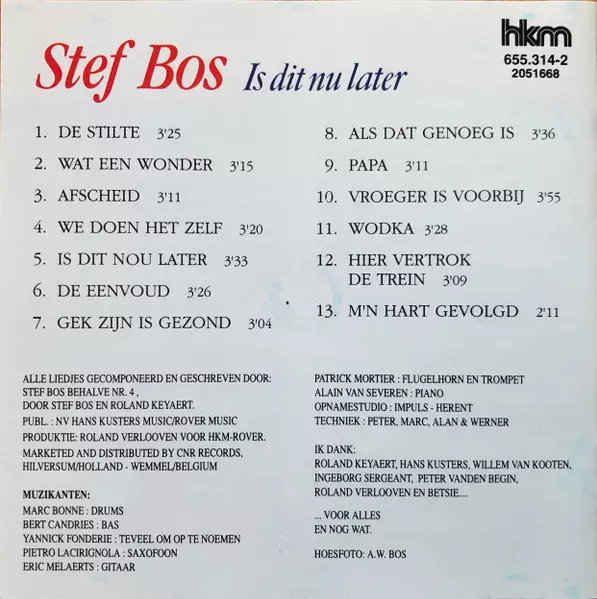 Stef Bos Is dit nu later
hkm
655.314-2
2051668
1. DE STILTE 3'25
2. WAT EEN WONDER 3'15
3. AFSCHEID 3'11
4. WE DOEN HET ZELF 3'20
5. IS DIT NOU LATER 3'33
6. DE EENVOUD 3'26
7. GEK ZIJN IS GEZOND 3'04
8. ALS DAT GENOEG IS 3'36
9. PAPA 3'11
10. VROEGER IS VOORBIJ 3'55
11. WODKA 3'28
12. HIER VERTROK
DE TREIN 3'09
13. M'N HART GEVOLGD 2'11
ALLE LIEDJES GECOMPONEERD EN GESCHREVEN DOOR:
STEF BOS BEHALVE NR. 4 ,
DOOR STEF BOS EN ROLAND KEYAERT.
PUBL. : NV HANS KUSTERS MUSIC/ROVER MUSIC
PRODUKTIE: ROLAND VERLOOVEN VOOR HKM-ROVER.
MARKETED AND DISTRIBUTED BY CNR RECORDS,
HILVERSUM/HOLLAND - WEMMEL/BELGIUM
MUZIKANTEN:
MARC BONNE : DRUMS
BERT CANDRIES : BAS
YANNICK FONDERIE : TEVEEL OM OP TE NOEMEN
PIETRO LACIRIGNOLA : SAXOFOON
ERIC MELAERTS : GITAAR
PATRICK MORTIER : FLUGELHORN EN TROMPET
ALAIN VAN SEVEREN : PIANO
OPNAMESTUDIO : IMPULS - HERENT
TECHNIEK : PETER, MARC, ALAN & WERNER
IK DANK:
ROLAND KEYAERT, HANS KUSTERS, WILLEM VAN KOOTEN,
INGEBORG SERGEANT, PETER VANDEN BEGIN,
ROLAND VERLOOVEN EN BETSIE....
... VOOR ALLES
EN NOG WAT.
HOESFOTO: A.W. BOS